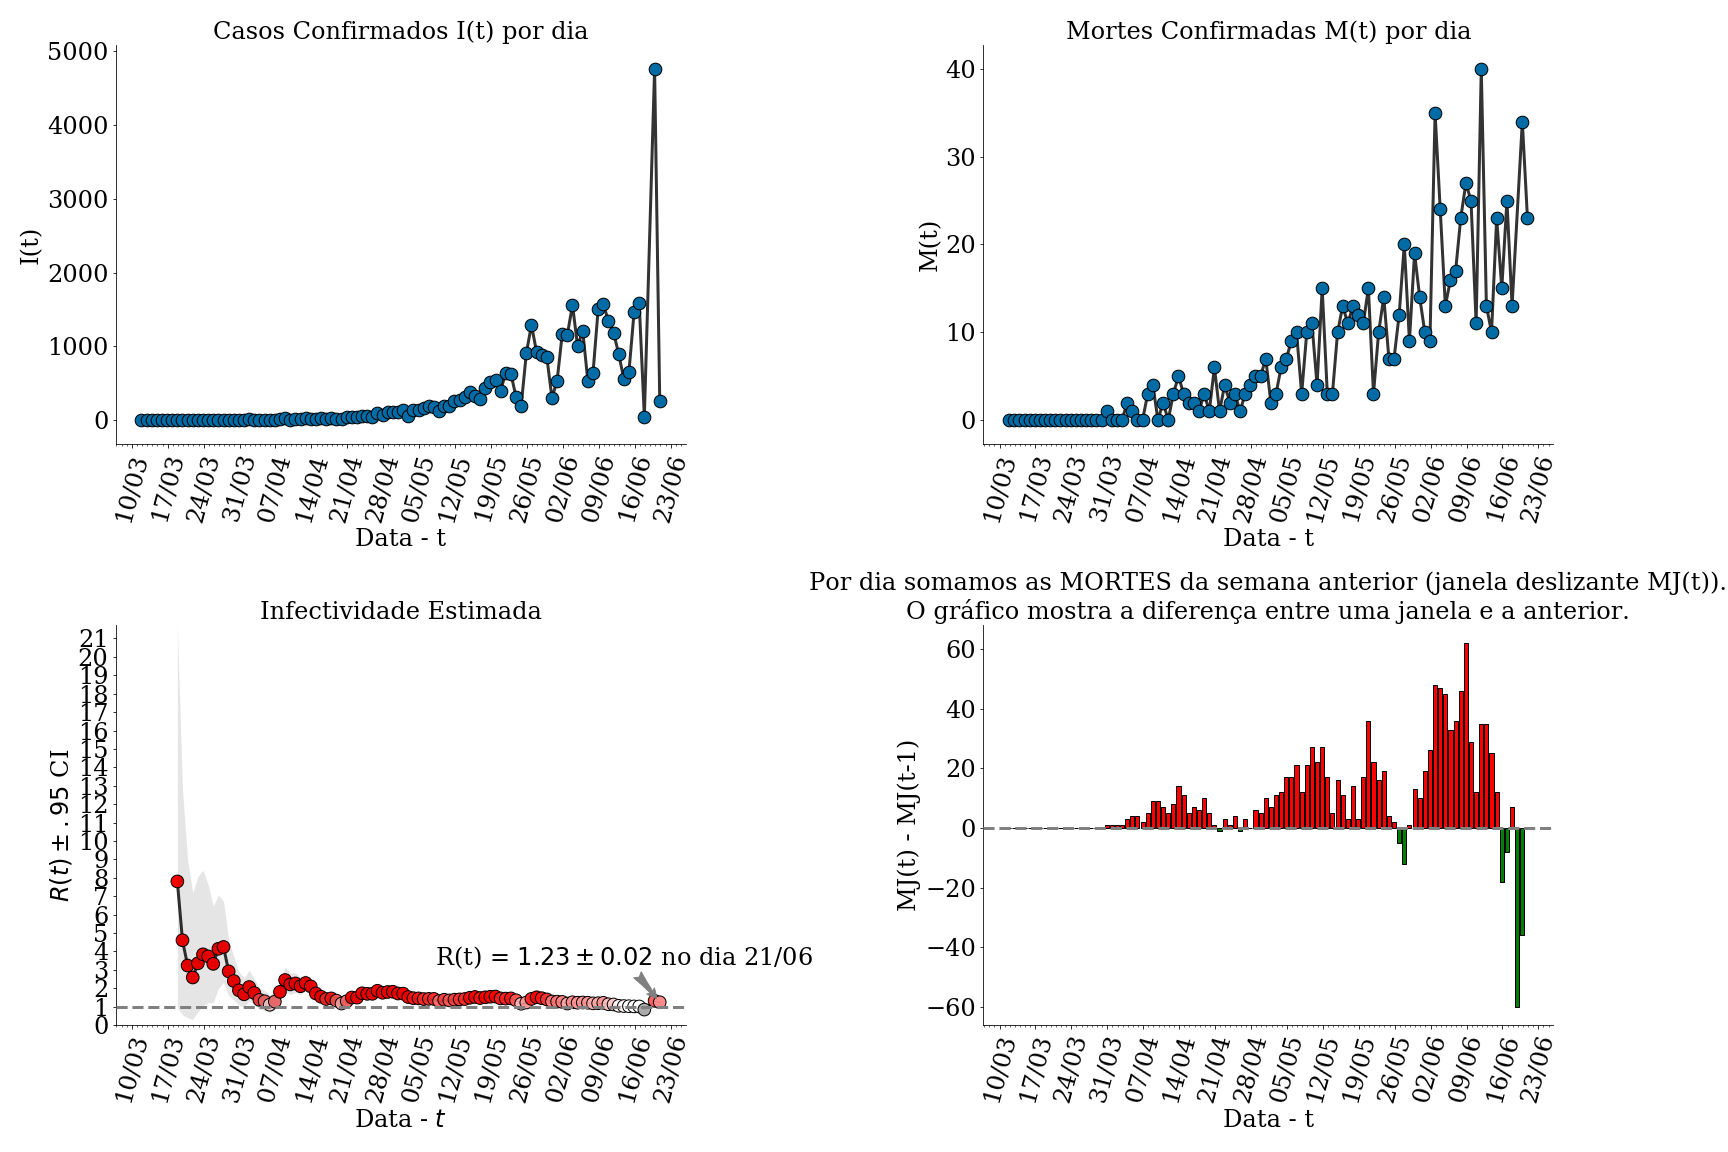 Casos Confirmados I(t) por dia
5000
4000
3000
2000
1000
0
I(t)
10/03 17/03 24/03 31/03 07/04 14/04 21/04 28/04 05/05 12/05 19/05 26/05 02/06 09/06 16/06 23/06
Data - t
Mortes Confirmadas M(t) por dia
40
30
20
10
0
M(t)
10/03 17/03 24/03 31/03 07/04 14/04 21/04 28/04 05/05 12/05 19/05 26/05 02/06 09/06 16/06 23/06
Data - t
Infectividade Estimada
21
20
19
18
17
16
15
14
13
12
11
10
9
8
7
6
5
4
3
2
1
0
R(t) ± .95 CI
R(t) = 1.23 ± 0.02 no dia 21/06
10/03 17/03 24/03 31/03 07/04 14/04 21/04 28/04 05/05 12/05 19/05 26/05 02/06 09/06 16/06 23/06
Data - t
Por dia somamos as MORTES da semana anterior (janela deslizante MJ(t)).
O gráfico mostra a diferença entre uma janela e a anterior.
60
40
20
0
−20
−40
−60
MJ(t) - MJ(t-1)
10/03 17/03 24/03 31/03 07/04 14/04 21/04 28/04 05/05 12/05 19/05 26/05 02/06 09/06 16/06 23/06
Data - t